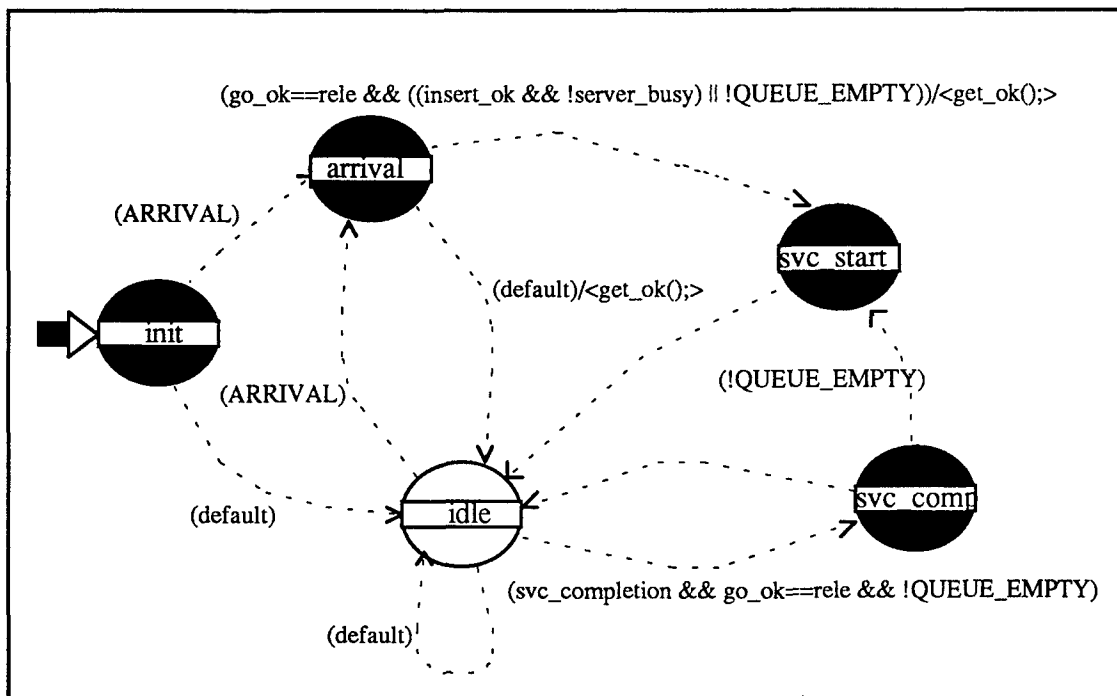 (go_ok==rele && ((insert_ok && !server_busy) || !QUEUE_EMPTY))/<get_ok();>
arrival
(ARRIVAL)
svc_start
(default)/<get_ok();>
init
(!QUEUE_EMPTY)
(ARRIVAL)
(default)
idle
svc_comp
(svc_completion && go_ok==rele && !QUEUE_EMPTY)
(default)